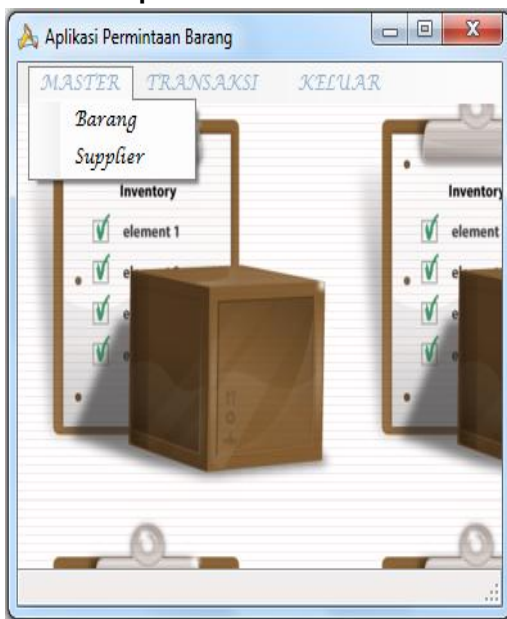 Aplikasi Permintaan Barang
MASTER TRANSAKSI KELUAR
Barang
Supplier
Inventory
element 1
Inventory
element